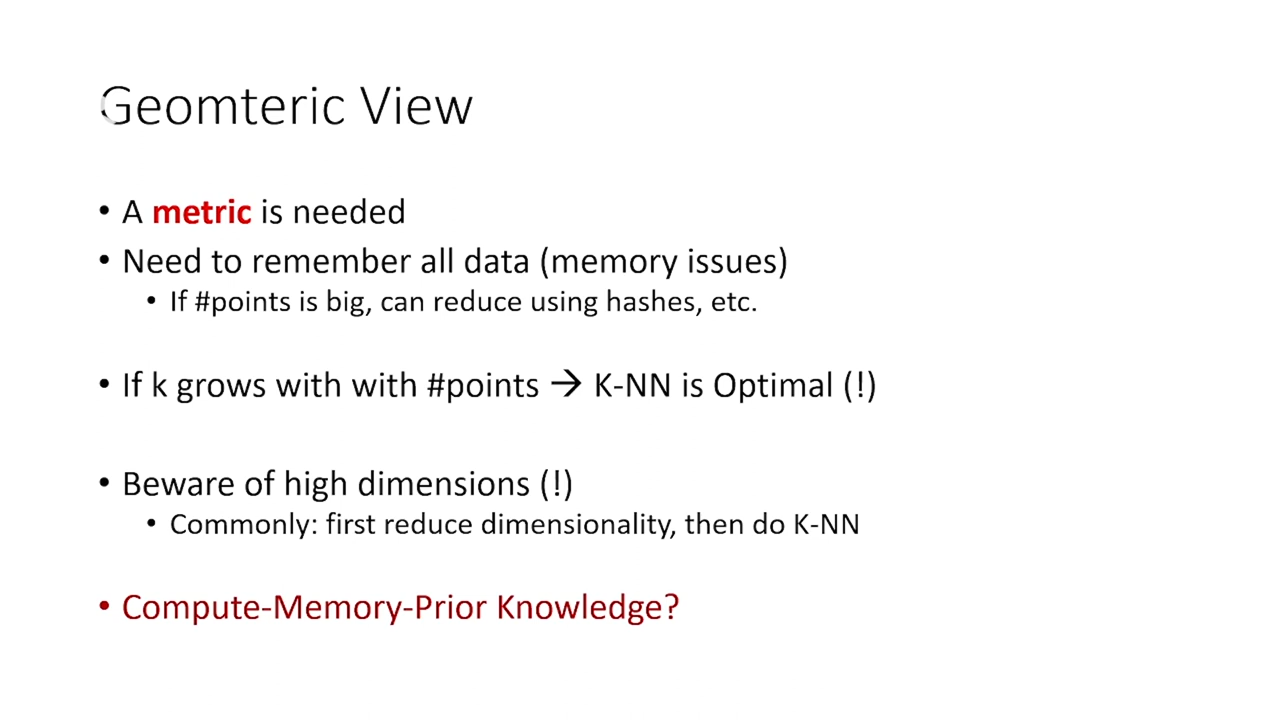 Geomteric View
• A metric is needed
• Need to remember all data (memory issues)
• If #points is big, can reduce using hashes, etc.
• If k grows with with #points → K-NN is Optimal (!)
• Beware of high dimensions (!)
• Commonly: first reduce dimensionality, then do K-NN
• Compute-Memory-Prior Knowledge?